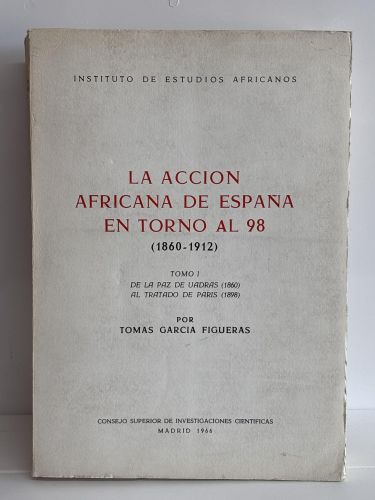 INSTITUTO DE ESTUDIOS AFRICANOS
LA ACCION
AFRICANA DE ESPAÑA
EN TORNO AL 98
(1860-1912)
TOMO I
DE LA PAZ DE UADRAS (1860)
AL TRATADO DE PARIS (1898)
POR
TOMAS GARCIA FIGUERAS
CONSEJO SUPERIOR DE INVESTIGACIONES CIENTIFICAS
MADRID 1966